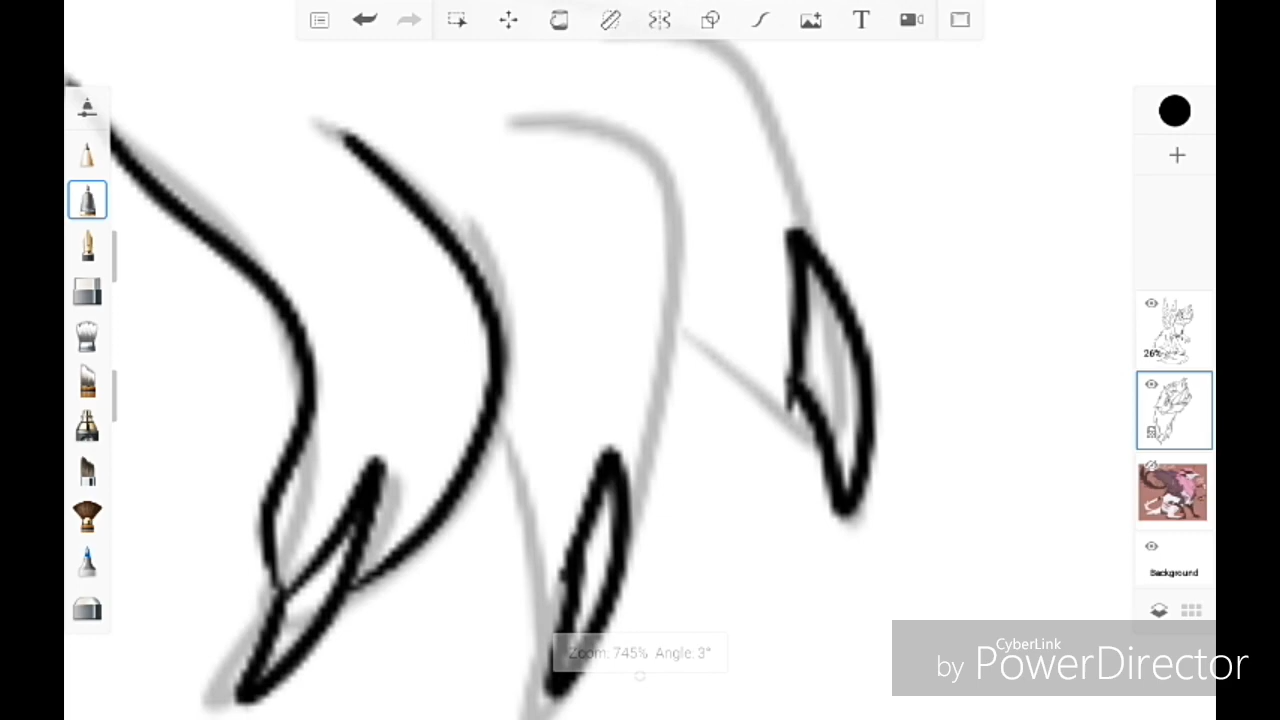 T
26%
Background
Zoom: 745% Angle: 3°
CyberLink
by PowerDirector